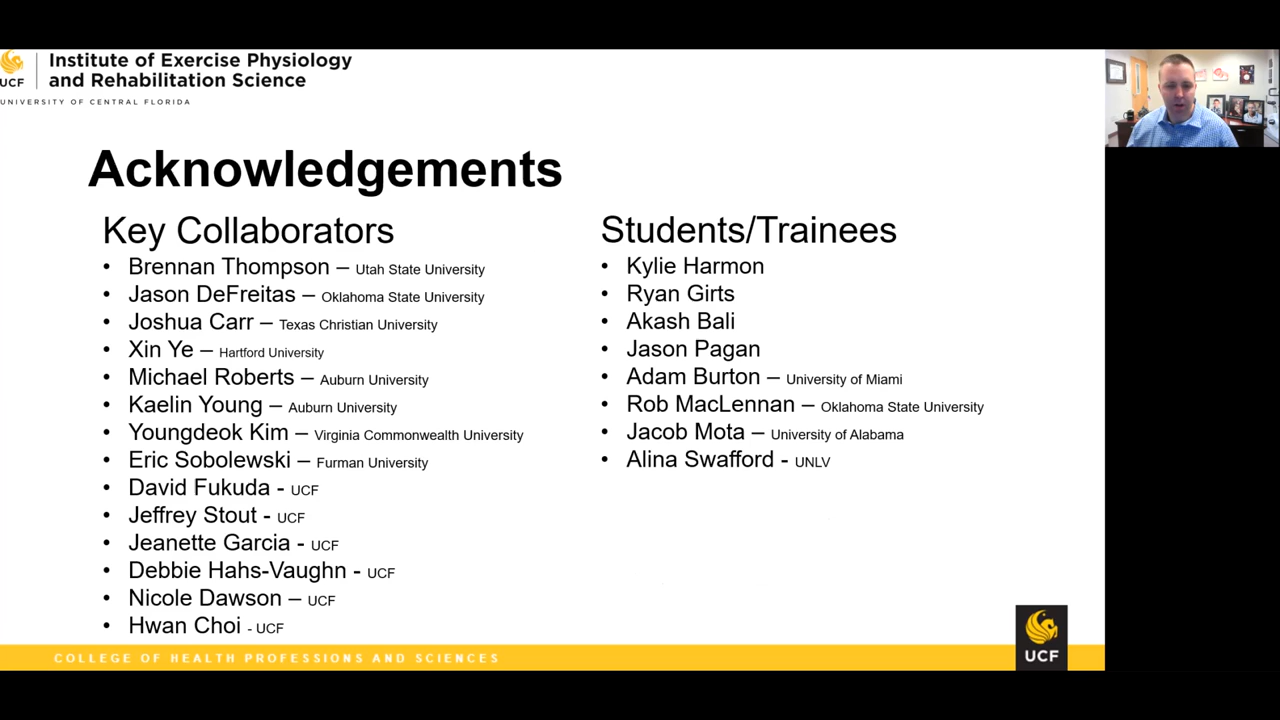 Institute of Exercise Physiology
and Rehabilitation Science
UCF
UNIVERSITY OF CENTRAL FLORIDA
Acknowledgements
Key Collaborators
• Brennan Thompson – Utah State University
• Jason DeFreitas – Oklahoma State University
• Joshua Carr – Texas Christian University
• Xin Ye – Hartford University
• Michael Roberts – Auburn University
• Kaelin Young – Auburn University
• Youngdeok Kim – Virginia Commonwealth University
• Eric Sobolewski – Furman University
• David Fukuda - UCF
• Jeffrey Stout - UCF
• Jeanette Garcia - UCF
• Debbie Hahs-Vaughn - UCF
• Nicole Dawson – UCF
• Hwan Choi - UCF
Students/Trainees
• Kylie Harmon
• Ryan Girts
• Akash Bali
• Jason Pagan
• Adam Burton – University of Miami
• Rob MacLennan – Oklahoma State University
• Jacob Mota – University of Alabama
• Alina Swafford - UNLV
COLLEGE OF HEALTH PROFESSIONS AND SCIENCES
UCF